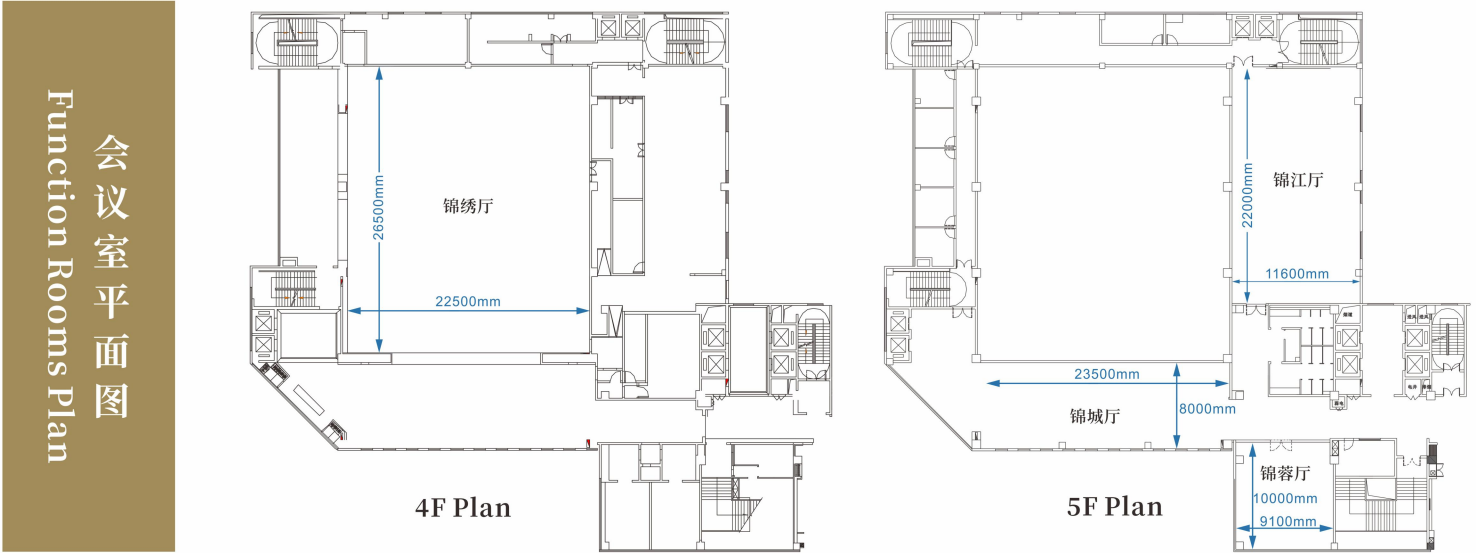 会议室平面图
Function Rooms Plan
锦绣厅
26500mm
22500mm
4F Plan
锦江厅
22000mm
11600mm
23500mm
8000mm
锦城厅
锦蓉厅
10000mm
9100mm
5F Plan